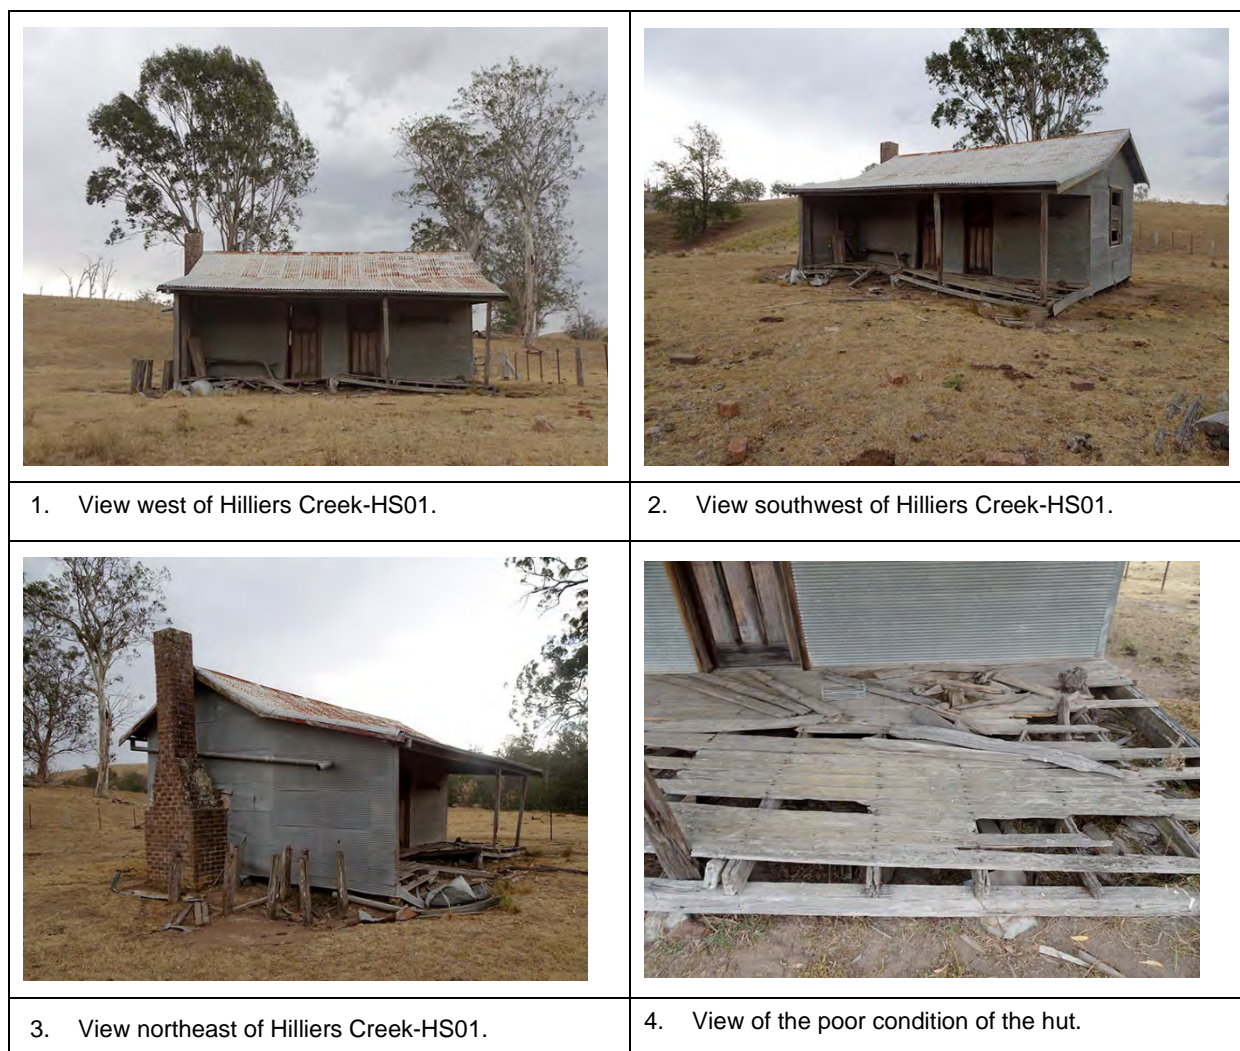 1. View west of Hilliers Creek-HS01.
2. View southwest of Hilliers Creek-HS01.
3. View northeast of Hilliers Creek-HS01.
4. View of the poor condition of the hut.